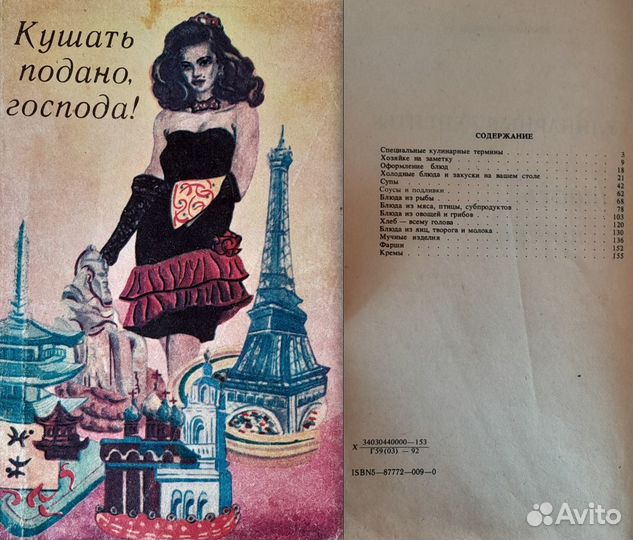 Кушать
подано,
господа!
СОДЕРЖАНИЕ
Специальные кулинарные термины 3
Хозяйке на заметку 9
Оформление блюд 18
Холодные блюда и закуски на вашем столе 21
Супы 42
Соусы и подливки 62
Блюда из рыбы 68
Блюда из мяса, птицы, субпродуктов 78
Блюда из овощей и грибов 103
Хлеб — всему голова 120
Блюда из яиц, творога и молока 130
Мучные изделия 136
Фарши 152
Кремы 155
Х 34030440000—153
Г59(03) — 92
ISBN5—87772—009—0
Avito